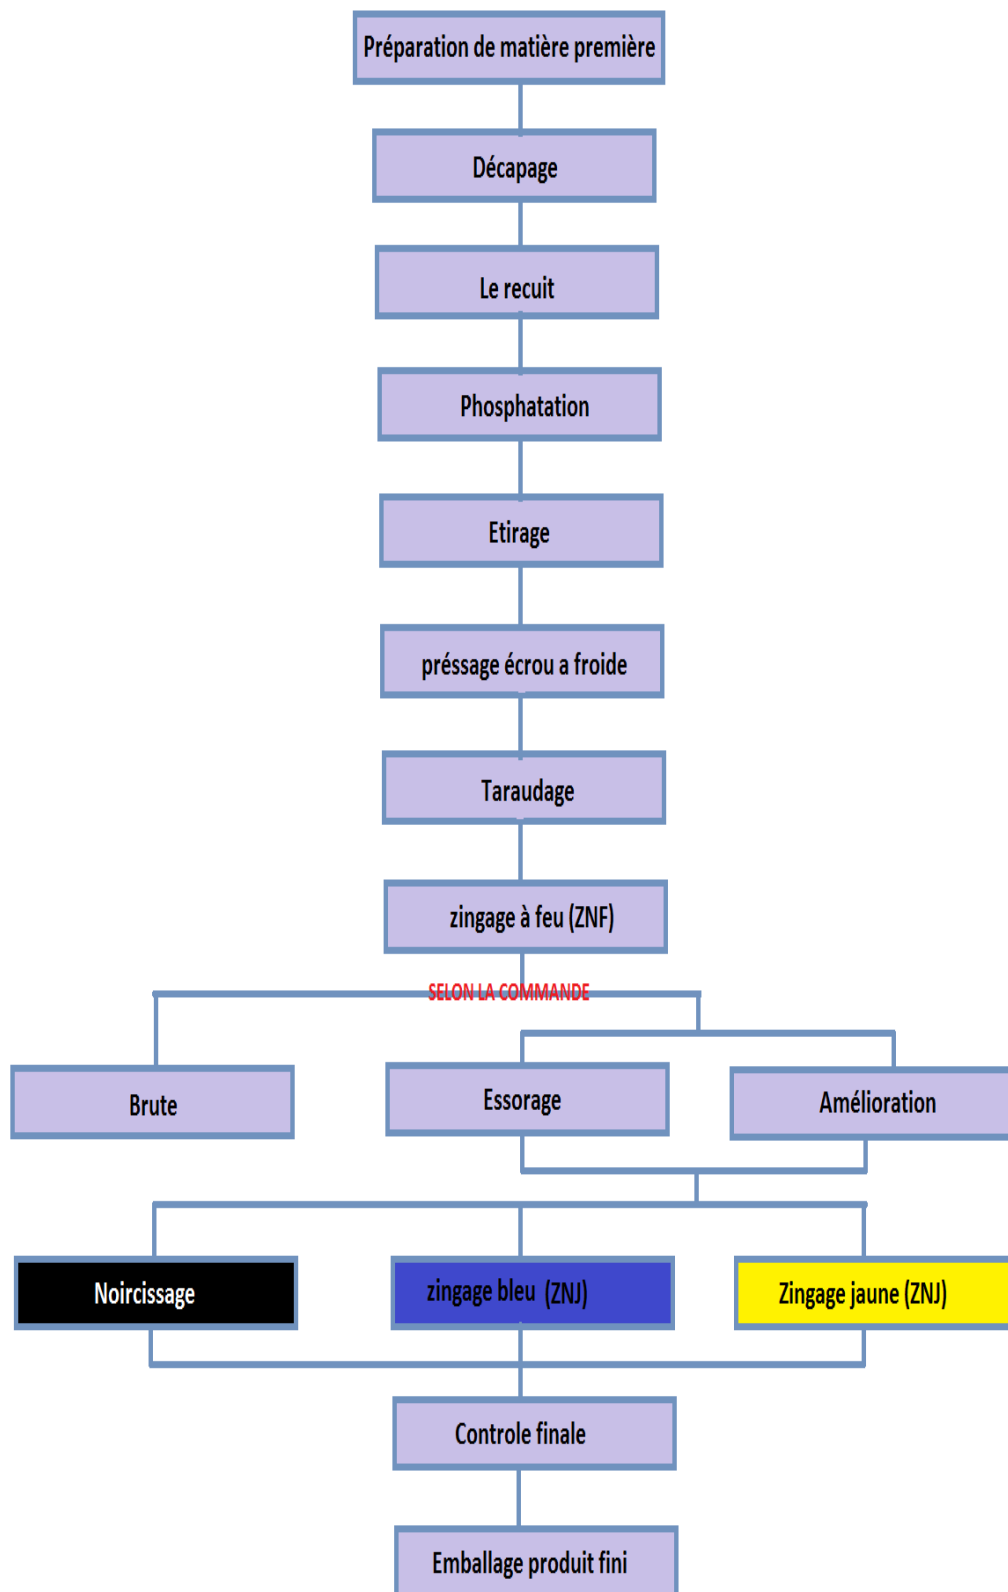 Préparation de matière première
Décapage
Le recuit
Phosphatation
Etirage
préssage écrou a froide
Taraudage
zingage à feu (ZNF)
SELON LA COMMANDE
Brute
Essorage
Amélioration
Noircissage
zingage bleu (ZNJ)
Zingage jaune (ZNJ)
Controle finale
Emballage produit fini